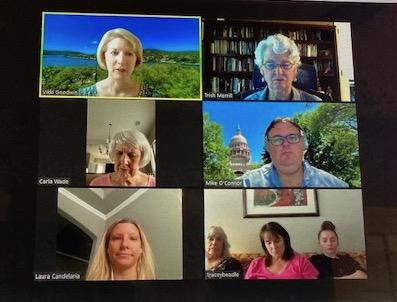 Vikki Goodwin
Trish Merrill
Carla Wade
Mike O'Connor
Laura Candelaria
traceybeadle